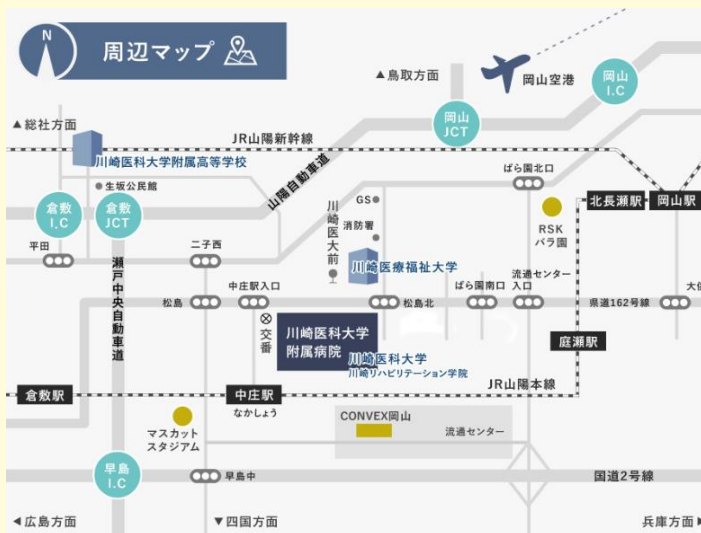 N
周辺マップ
▲鳥取方面
岡山空港
岡山
I.C
▲総社方面
岡山
JCT
JR山陽新幹線
川崎医科大学附属高等学校
ばら園北口
生坂公民館
山陽自動車道
GS
北長瀬駅
岡山駅
倉敷
I.C
倉敷
JCT
川崎医大前
消防署
RSK
バラ園
平田
二子西
川崎医療福祉大学
瀬戸中央自動車道
中庄駅入口
流通センター
入口
松島
松島北
ばら園南口
県道162号線
交番
川崎医科大学
附属病院
庭瀬駅
川崎医科大学
川崎リハビリテーション学院
JR山陽本線
倉敷駅
中庄駅
なかしょう
マスカット
スタジアム
CONVEX岡山
流通センター
早島
I.C
早島中
国道2号線
◀広島方面
▼四国方面
兵庫方面▶